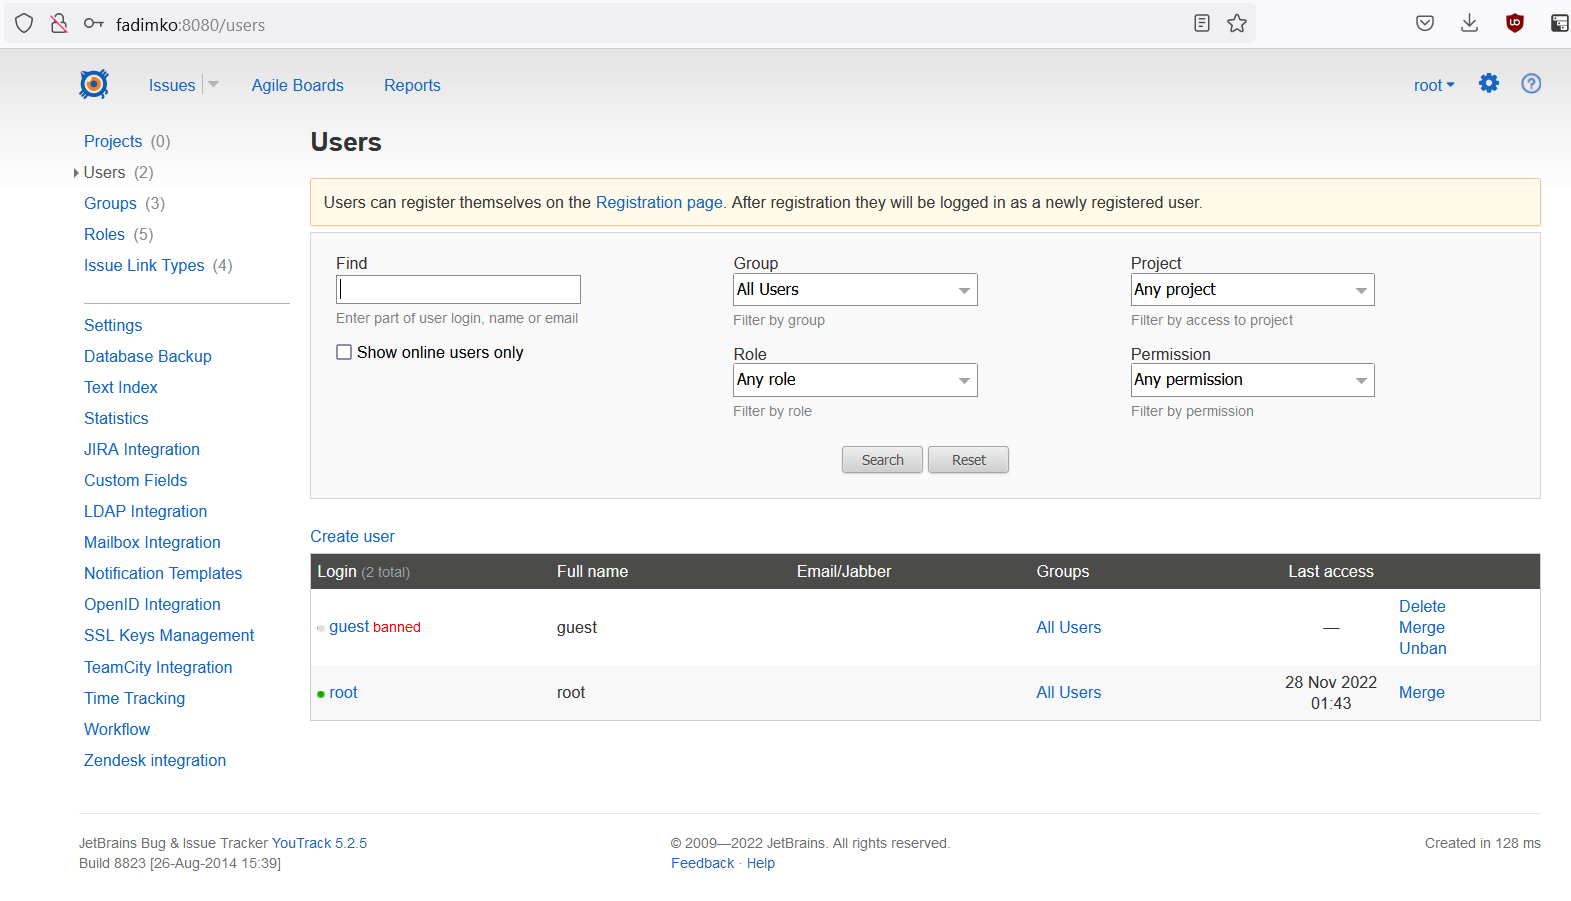 fadimko:8080/users
Issues
Agile Boards
Reports
root
Projects (0)
Users (2)
Groups (3)
Roles (5)
Issue Link Types (4)
Settings
Database Backup
Text Index
Statistics
JIRA Integration
Custom Fields
LDAP Integration
Mailbox Integration
Notification Templates
OpenID Integration
SSL Keys Management
TeamCity Integration
Time Tracking
Workflow
Zendesk integration
Users
Users can register themselves on the Registration page. After registration they will be logged in as a newly registered user.
Find
Enter part of user login, name or email
Show online users only
Group
All Users
Filter by group
Role
Any role
Filter by role
Project
Any project
Filter by access to project
Permission
Any permission
Filter by permission
Search
Reset
Create user
Login (2 total) Full name Email/Jabber Groups Last access
guest banned guest All Users — Delete
Merge
Unban
root root All Users 28 Nov 2022 Merge
01:43
JetBrains Bug & Issue Tracker YouTrack 5.2.5
Build 8823 [26-Aug-2014 15:39]
© 2009—2022 JetBrains. All rights reserved.
Feedback · Help
Created in 128 ms